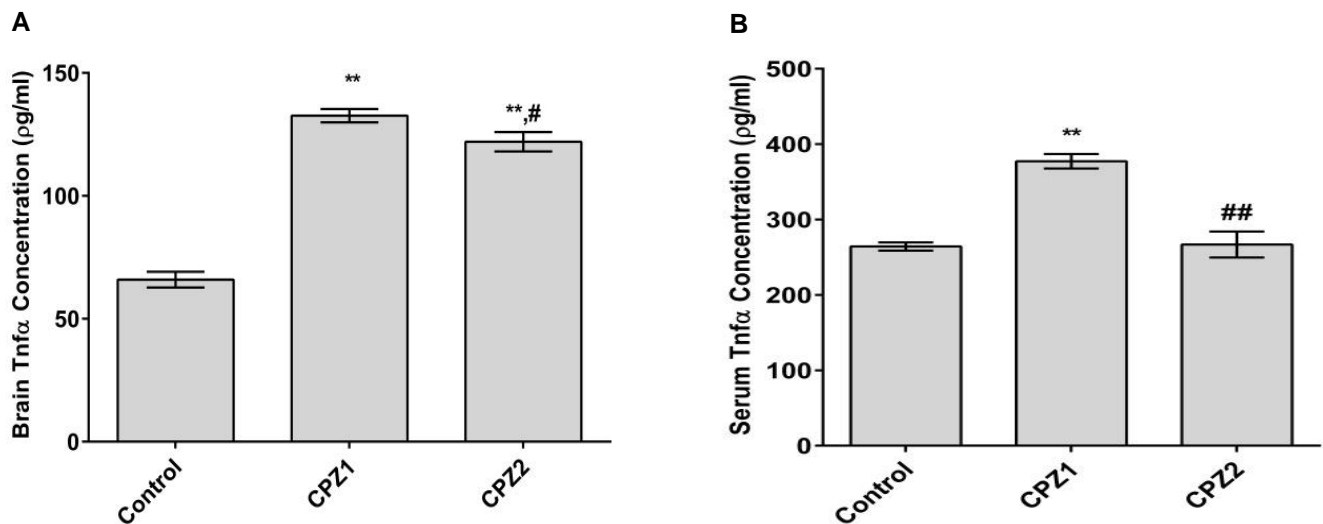 A
Brain Tnfα Concentration (ρg/ml)
150
100
50
0
**
**,#
Control
CPZ1
CPZ2
B
Serum Tnfα Concentration (ρg/ml)
500
400
300
200
100
0
**
##
Control
CPZ1
CPZ2